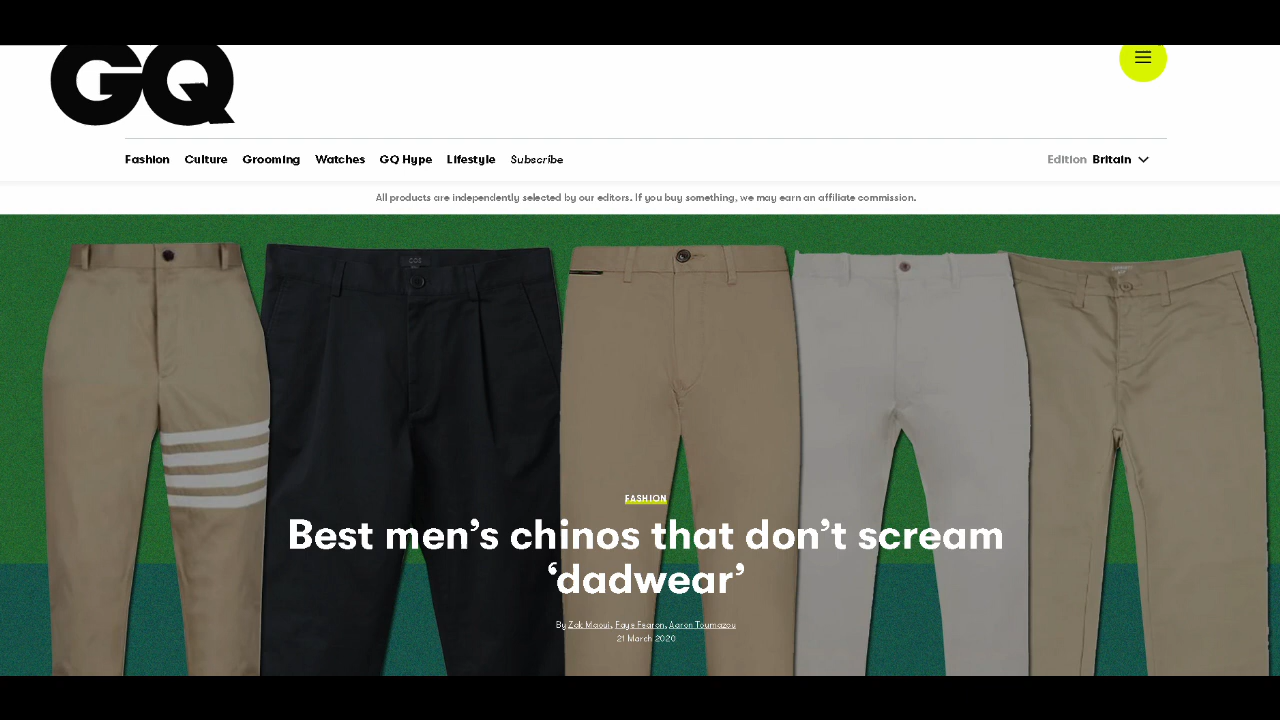 GQ
Fashion Culture Grooming Watches GQ Hype Lifestyle Subscribe Edition Britain
All products are independently selected by our editors. If you buy something, we may earn an affiliate commission.
COS
FASHION
Best men’s chinos that don’t scream
‘dadwear’
By Zak Maoui, Faye Fearon, Aaron Toumazou
21 March 2020